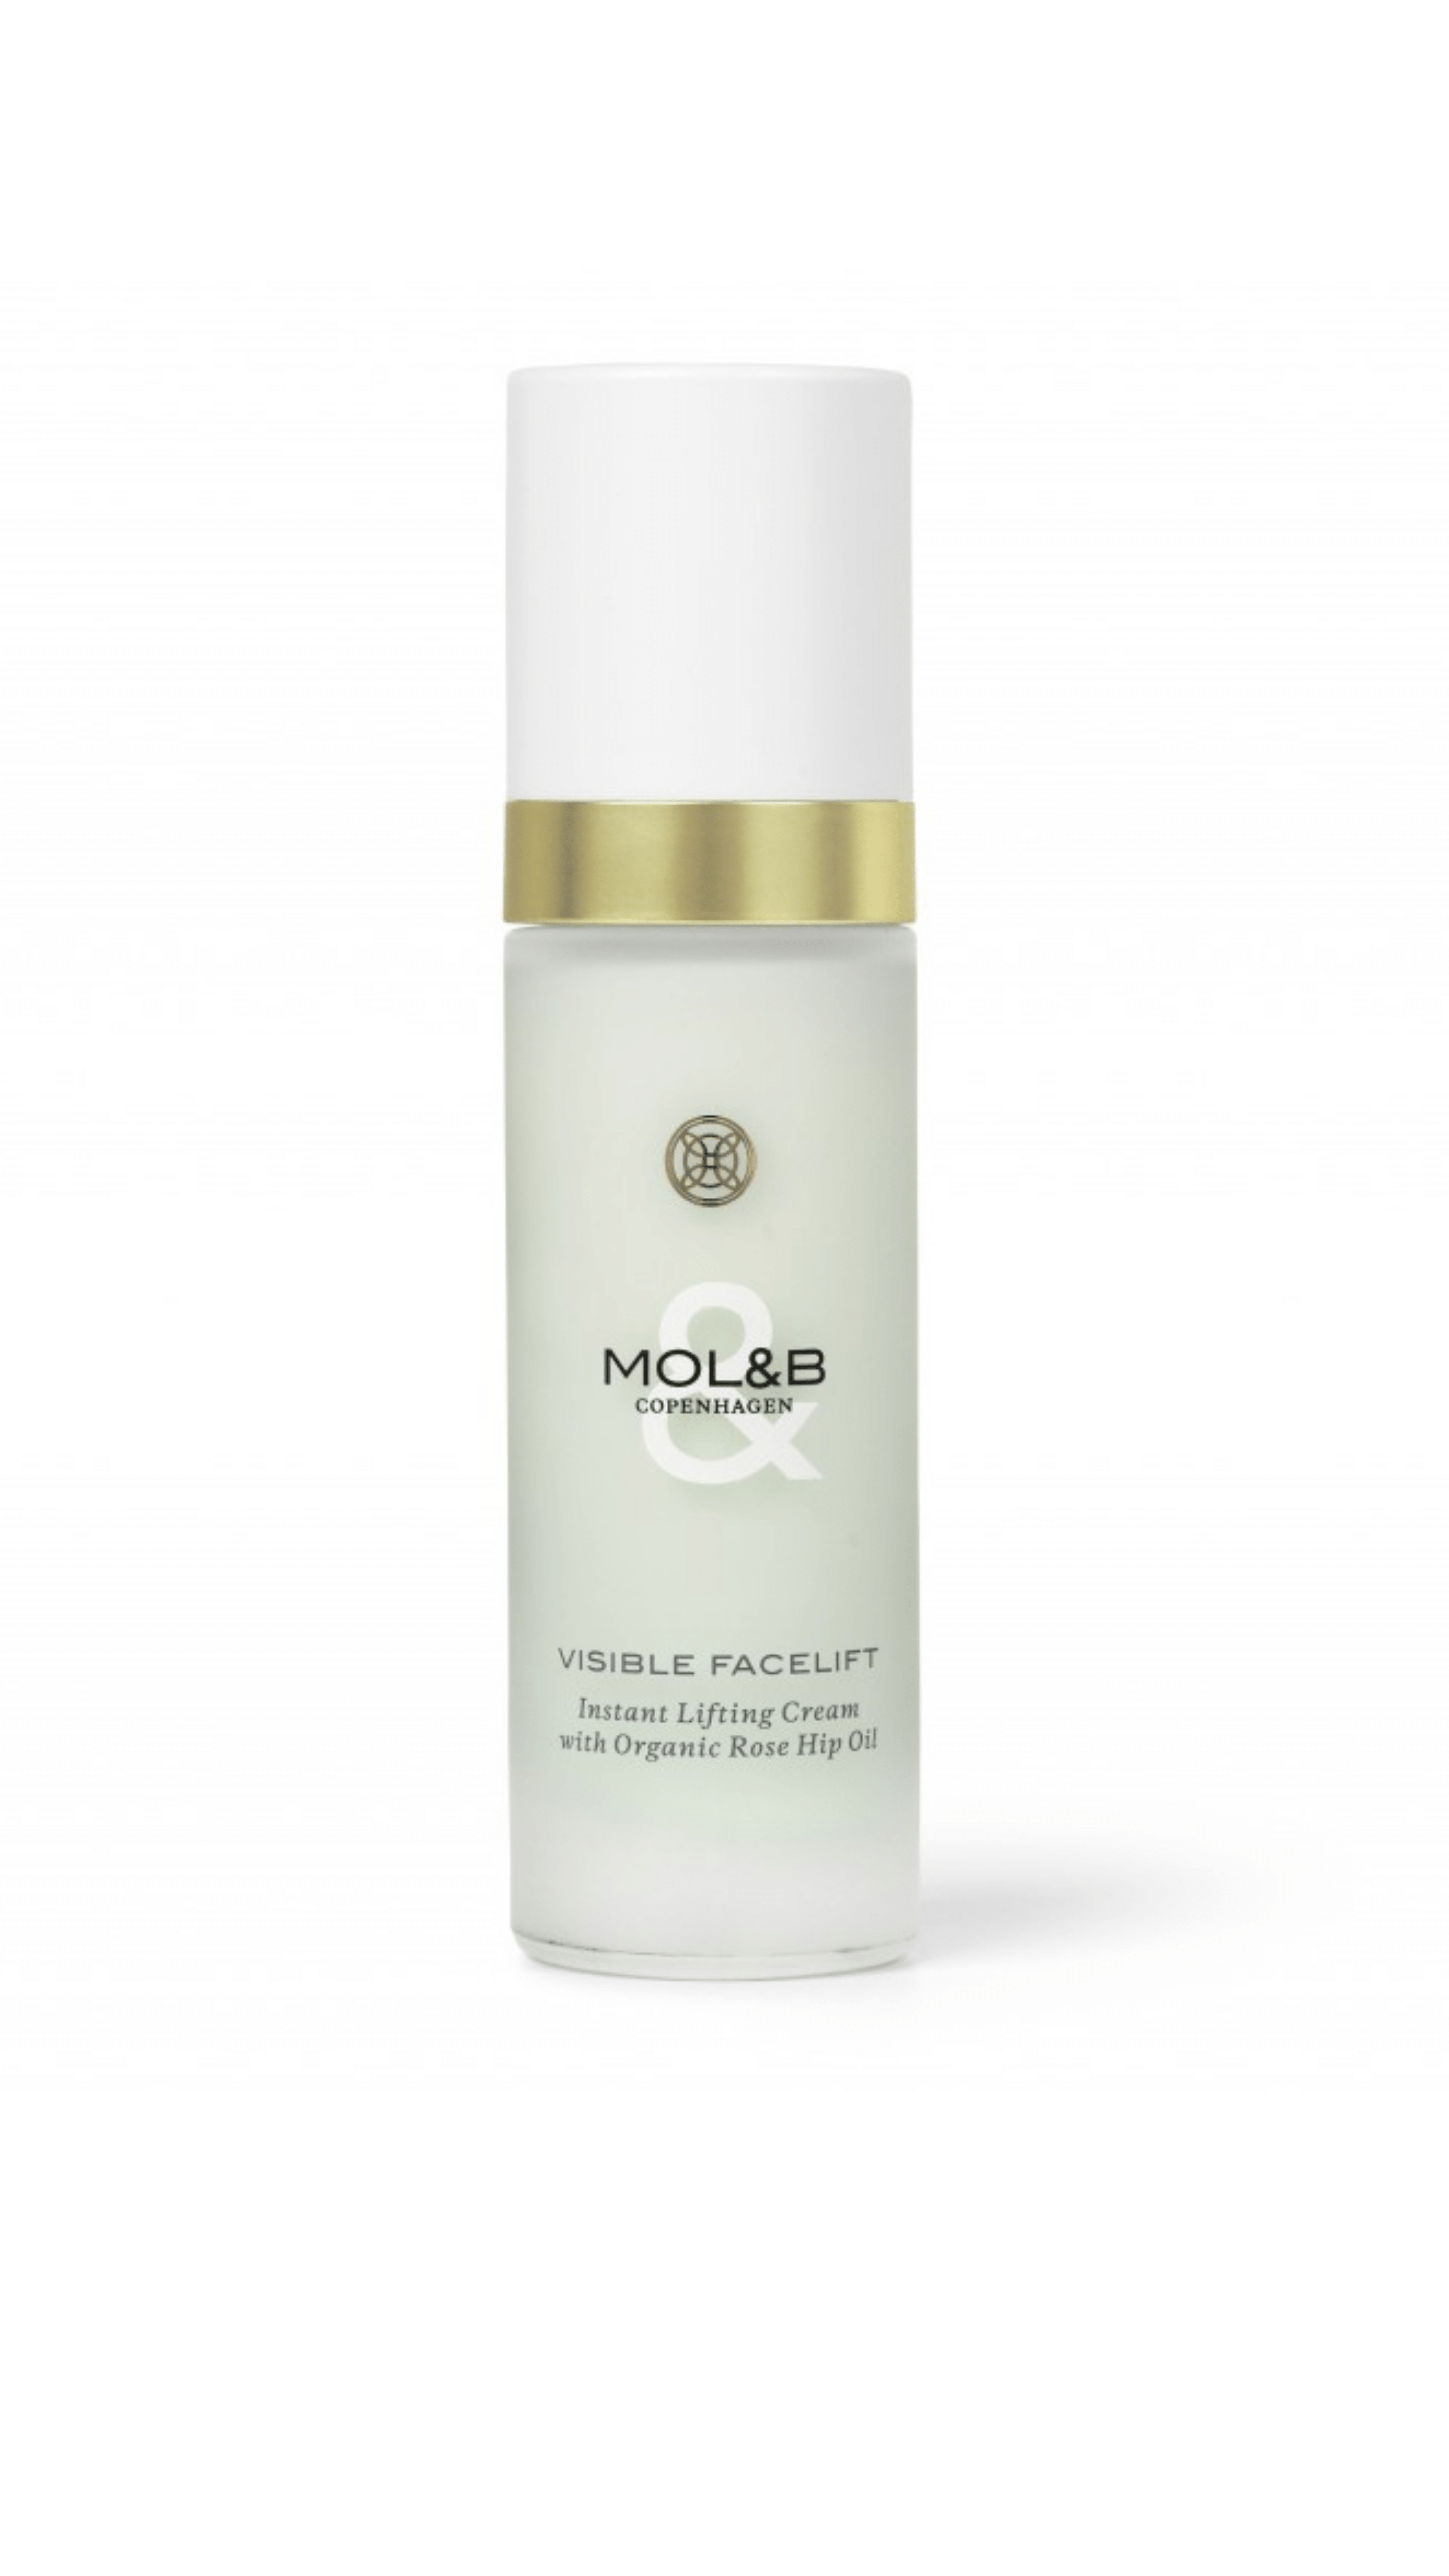 &
MOL&B
COPENHAGEN
VISIBLE FACELIFT
Instant Lifting Cream
with Organic Rose Hip Oil